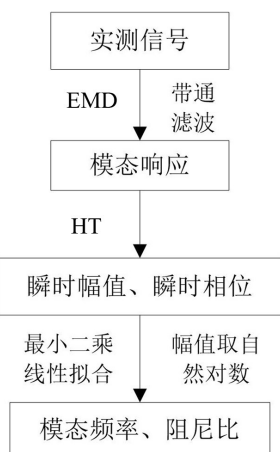 实测信号
EMD
带通
滤波
模态响应
HT
瞬时幅值、瞬时相位
最小二乘
线性拟合
幅值取自
然对数
模态频率、阻尼比